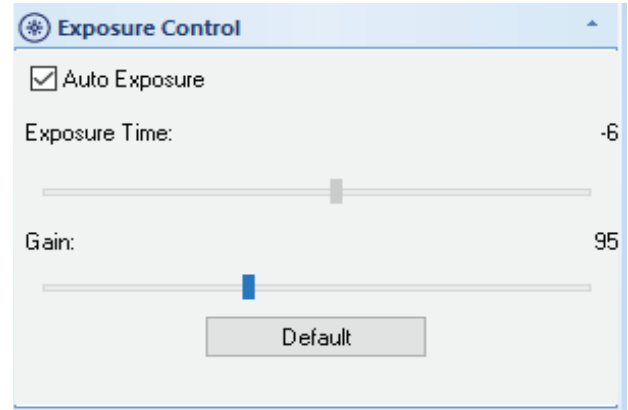 Exposure Control
Auto Exposure
Exposure Time: -6
Gain: 95
Default